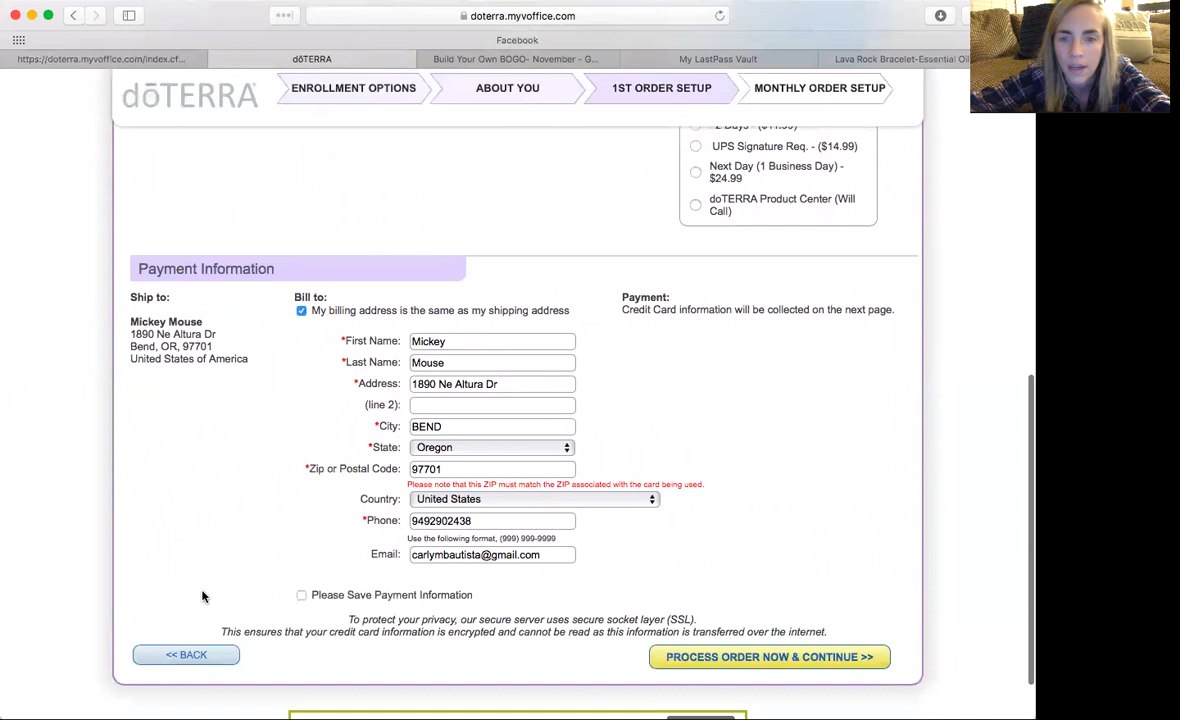 doterra.myvoffice.com
Facebook
https://doterra.myvoffice.com/index.cf...
dōTERRA
Build Your Own BOGO- November - G...
My LastPass Vault
Lava Rock Bracelet-Essential Oil
dōTERRA
ENROLLMENT OPTIONS
ABOUT YOU
1ST ORDER SETUP
MONTHLY ORDER SETUP
2 Days - ($11.99)
UPS Signature Req. - ($14.99)
Next Day (1 Business Day) -
$24.99
doTERRA Product Center (Will
Call)
Payment Information
Ship to:
Bill to:
Payment:
My billing address is the same as my shipping address
Credit Card information will be collected on the next page.
Mickey Mouse
1890 Ne Altura Dr
Bend, OR, 97701
United States of America
*First Name: Mickey
*Last Name: Mouse
*Address: 1890 Ne Altura Dr
(line 2):
*City: BEND
*State: Oregon
*Zip or Postal Code: 97701
Please note that this ZIP must match the ZIP associated with the card being used.
Country: United States
*Phone: 9492902438
Use the following format, (999) 999-9999
Email: carlymbautista@gmail.com
Please Save Payment Information
To protect your privacy, our secure server uses secure socket layer (SSL).
This ensures that your credit card information is encrypted and cannot be read as this information is transferred over the internet.
<< BACK
PROCESS ORDER NOW & CONTINUE >>